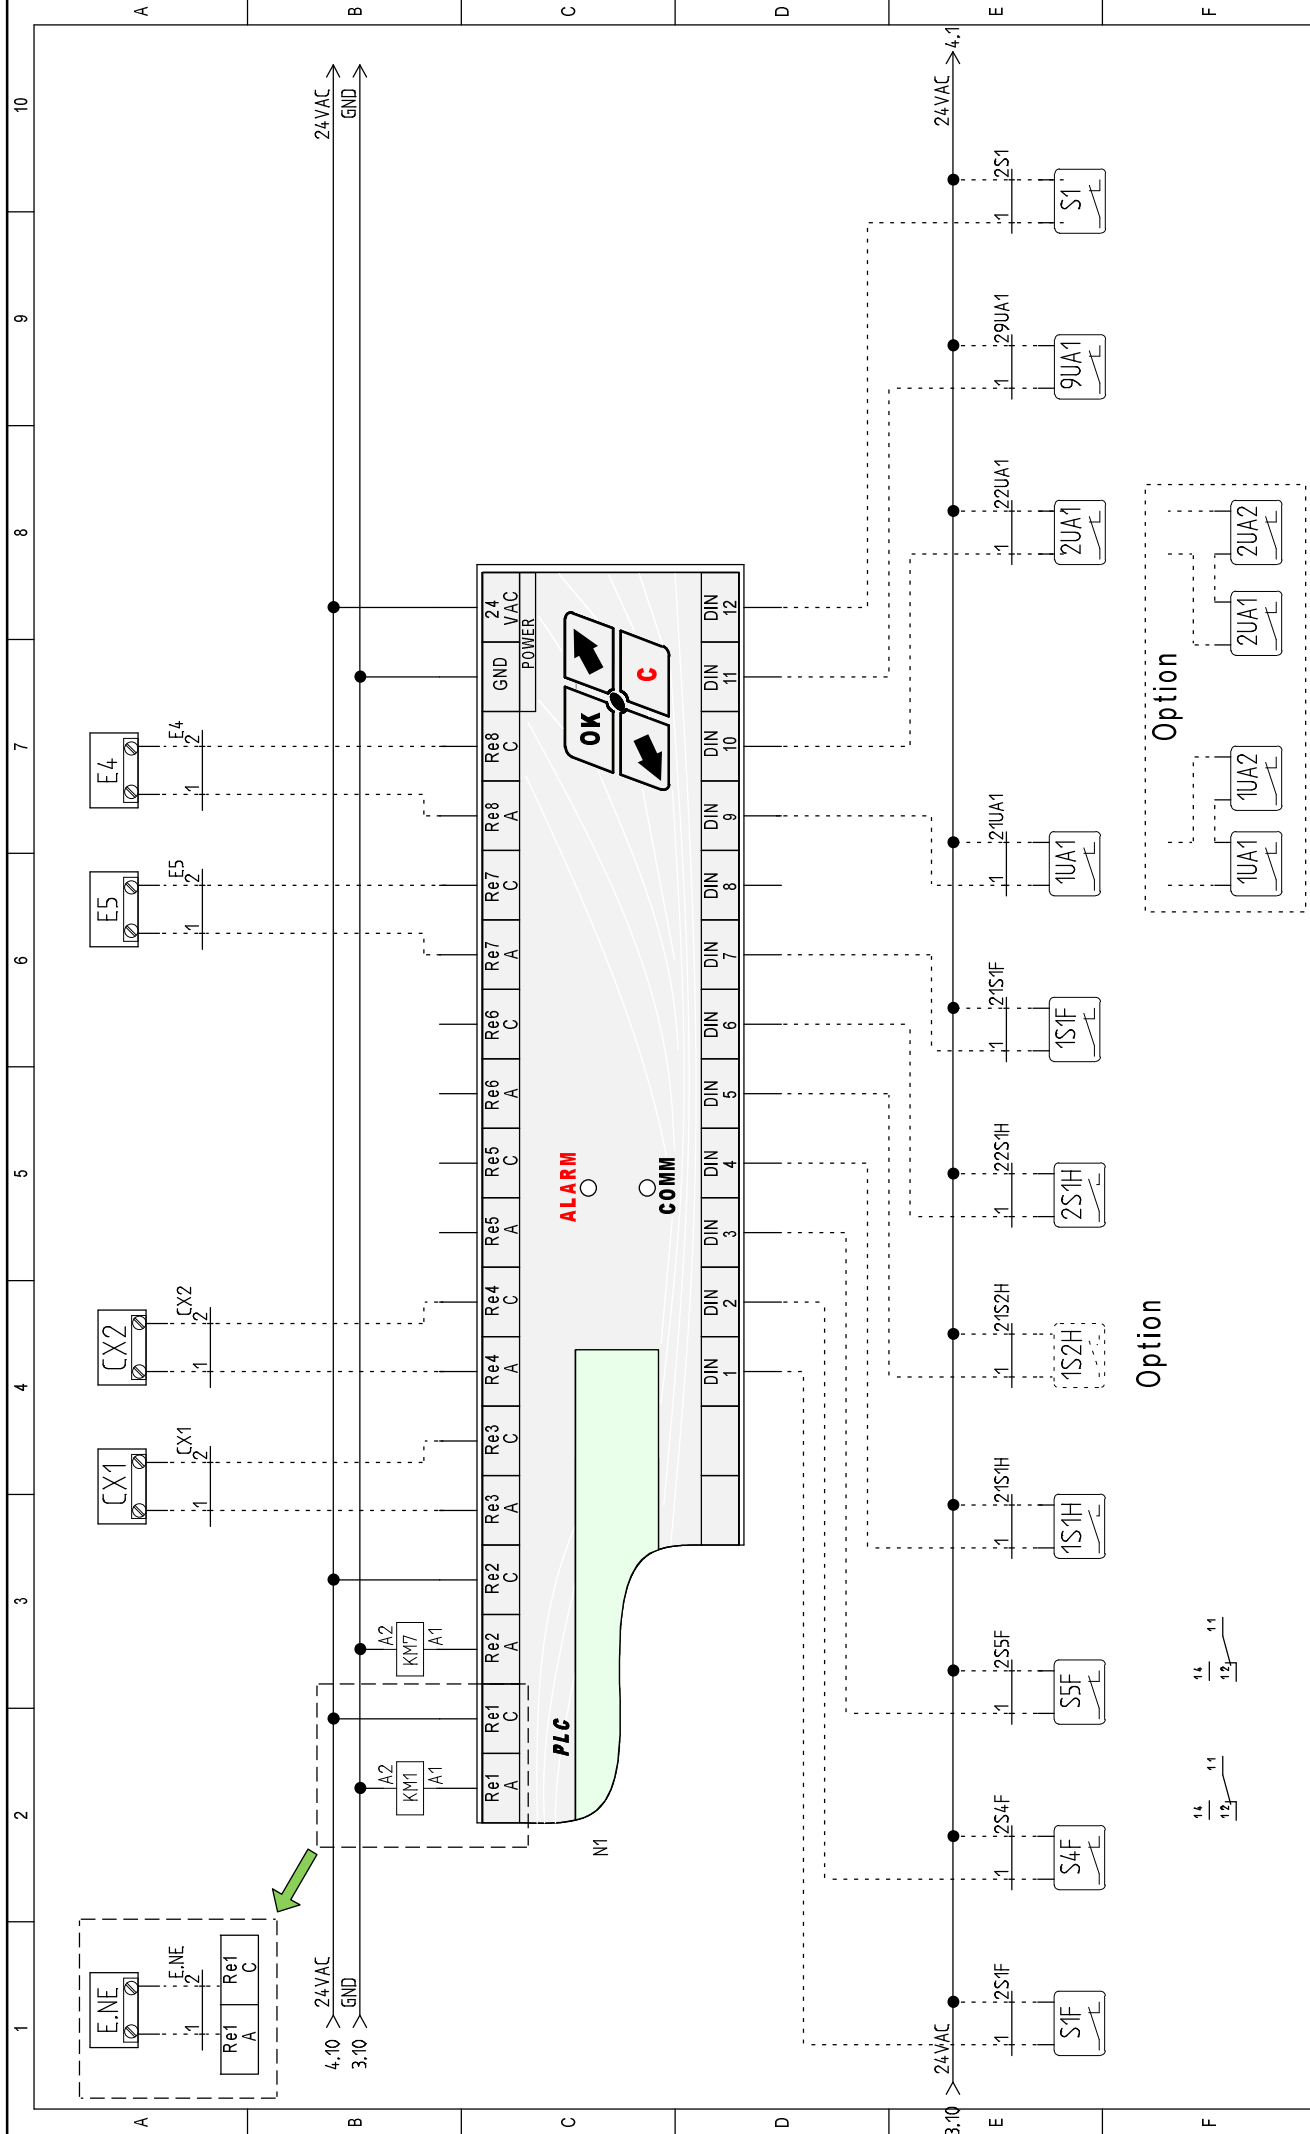 1
2
3
4
5
6
7
8
9
10
A
A
B
B
C
C
D
D
E
E
F
F
E.NE
E.NE
1
2
Re1
A
Re1
C
CX1
CX1
1
2
CX2
CX2
1
2
E5
E5
1
2
E4
E4
1
2
4.10
24VAC
24VAC
3.10
GND
GND
A2
KM1
A1
A2
KM7
A1
Re1
A
Re1
C
Re2
A
Re2
C
Re3
A
Re3
C
Re4
A
Re4
C
Re5
A
Re5
C
Re6
A
Re6
C
Re7
A
Re7
C
Re8
A
Re8
C
GND
24
VAC
POWER
PLC
ALARM
COMM
OK
C
N1
DIN
1
DIN
2
DIN
3
DIN
4
DIN
5
DIN
6
DIN
7
DIN
8
DIN
9
DIN
10
DIN
11
DIN
12
3.10
24VAC
24VAC
4.1
1
2S1F
S1F
1
2S4F
S4F
1
2S5F
S5F
1
21S1H
1S1H
1
21S2H
1S2H
1
22S1H
2S1H
1
21S1F
1S1F
1
21UA1
1UA1
1
22UA1
2UA1
1
29UA1
9UA1
1
2S1
S1
Option
Option
14
12
11
14
12
11
1UA1
1UA2
2UA1
2UA2